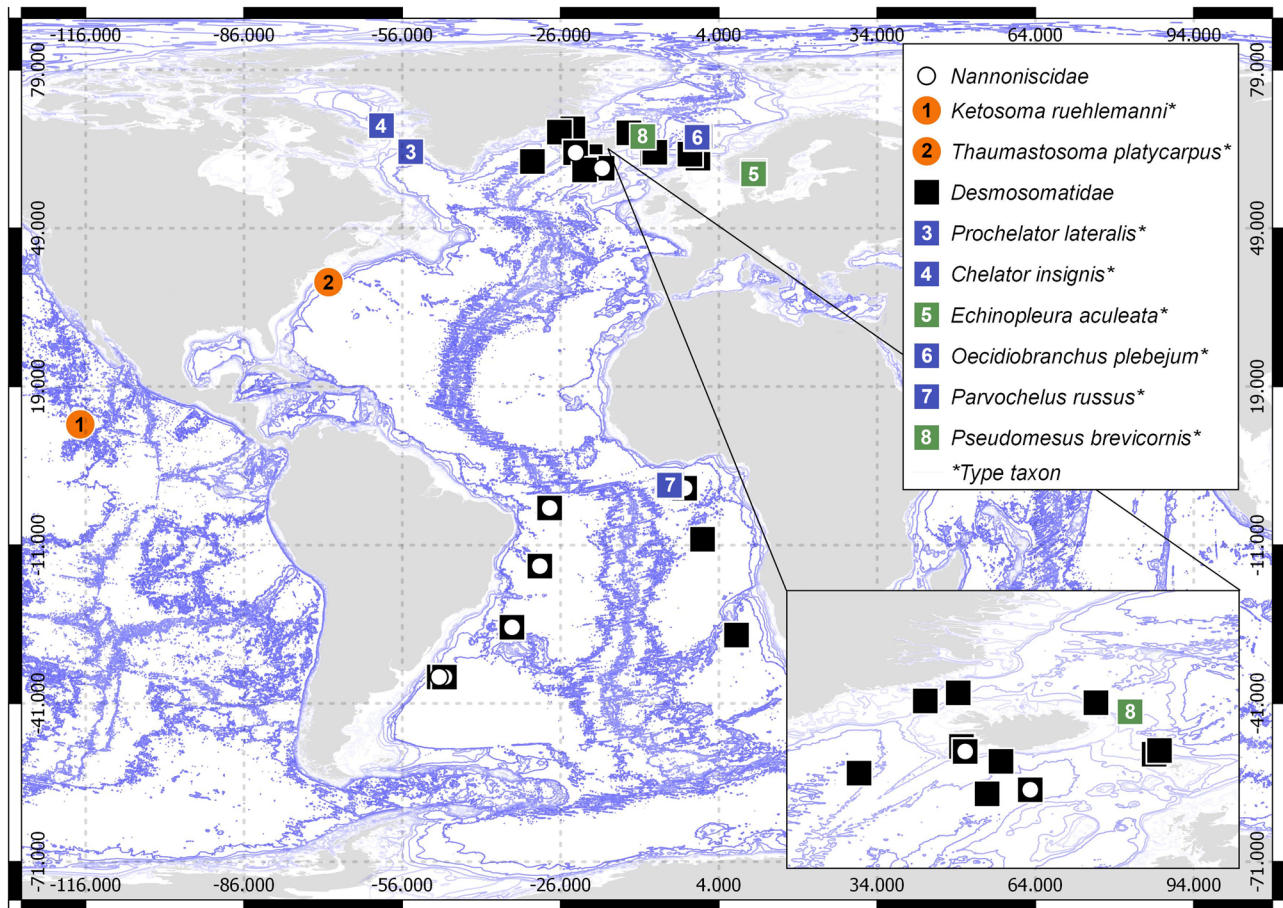 -116.000 -86.000 -56.000 -26.000 4.000 34.000 64.000 94.000
79.000 49.000 19.000 -11.000 -41.000 -71.000
Nannoniscidae
1 Ketosoma ruehlemanni*
2 Thaumastosoma platycarpus*
Desmosomatidae
3 Prochelator lateralis*
4 Chelator insignis*
5 Echinopleura aculeata*
6 Oecidiobranchus plebejum*
7 Parvochelus russus*
8 Pseudomesus brevicornis*
*Type taxon
4
3
8
6
5
2
1
7
8
79.000 49.000 19.000 -11.000 -41.000 -71.000
-116.000 -86.000 -56.000 -26.000 4.000 34.000 64.000 94.000